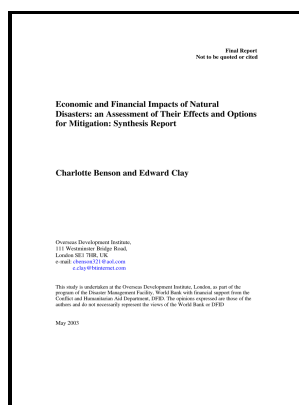 Final Report
Not to be quoted or cited
Economic and Financial Impacts of Natural
Disasters: an Assessment of Their Effects and Options
for Mitigation: Synthesis Report
Charlotte Benson and Edward Clay
Overseas Development Institute,
111 Westminster Bridge Road,
London SE1 7HR, UK
e-mail: cbenson321@aol.com
e.clay@btinternet.com
This study is undertaken at the Overseas Development Institute, London, as part of the
program of the Disaster Management Facility, World Bank with financial support from the
Conflict and Humanitarian Aid Department, DFID. The opinions expressed are those of the
authors and do not necessarily represent the views of the World Bank or DFID
May 2003